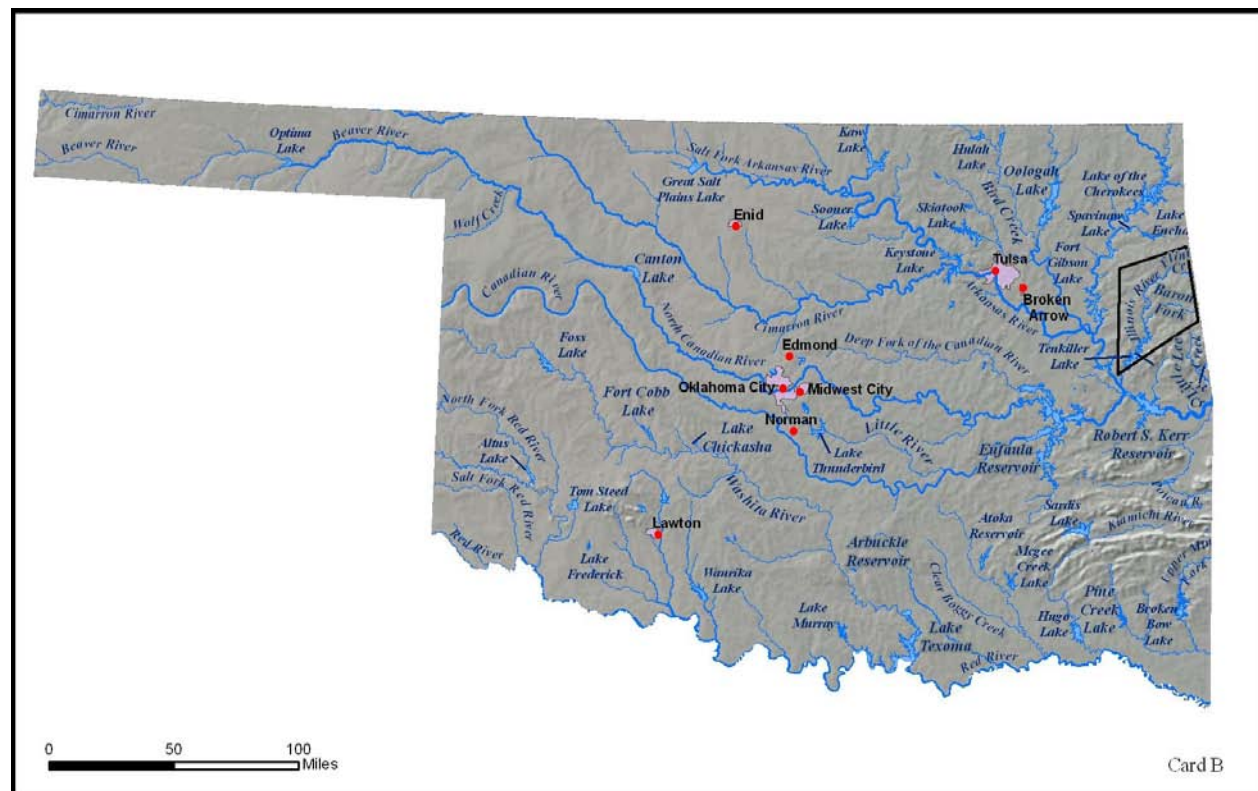 Cimarron River
Beaver River
Optima
Lake
Beaver River
Wolf Creek
Salt Fork Arkansas River
Great Salt
Plains Lake
Kaw
Lake
Hulah
Lake
Oologah
Lake
Lake of the
Cherokees
Bird Creek
Skiatook
Lake
Sooner
Lake
Spavinaw
Lake
Lake
Enid
Canton
Lake
Keystone
Lake
Tulsa
Fort
Gibson
Lake
Broken
Arrow
Arkansas River
Illinois River
Baron
Fork
Canadian River
North Canadian River
Cimarron River
Edmond
Deep Fork of the Canadian River
Tenkiller
Lake
Foss
Lake
Oklahoma City
Midwest City
Fort Cobb
Lake
Norman
Lake
Chickasha
Lake
Thunderbird
Little River
Eufaula
Reservoir
Robert S. Kerr
Reservoir
North Fork Red River
Altus
Lake
Salt Fork Red River
Tom Steed
Lake
Lawton
Washita River
Atoka
Reservoir
Sardis
Lake
Kiamichi River
Red River
Lake
Frederick
Waurika
Lake
Arbuckle
Reservoir
Mcgee
Creek
Lake
Clear Boggy Creek
Lake
Murray
Lake
Texoma
Red River
Hugo
Lake
Pine
Creek
Lake
Broken
Bow
Lake
0 50 100
Miles
Card B